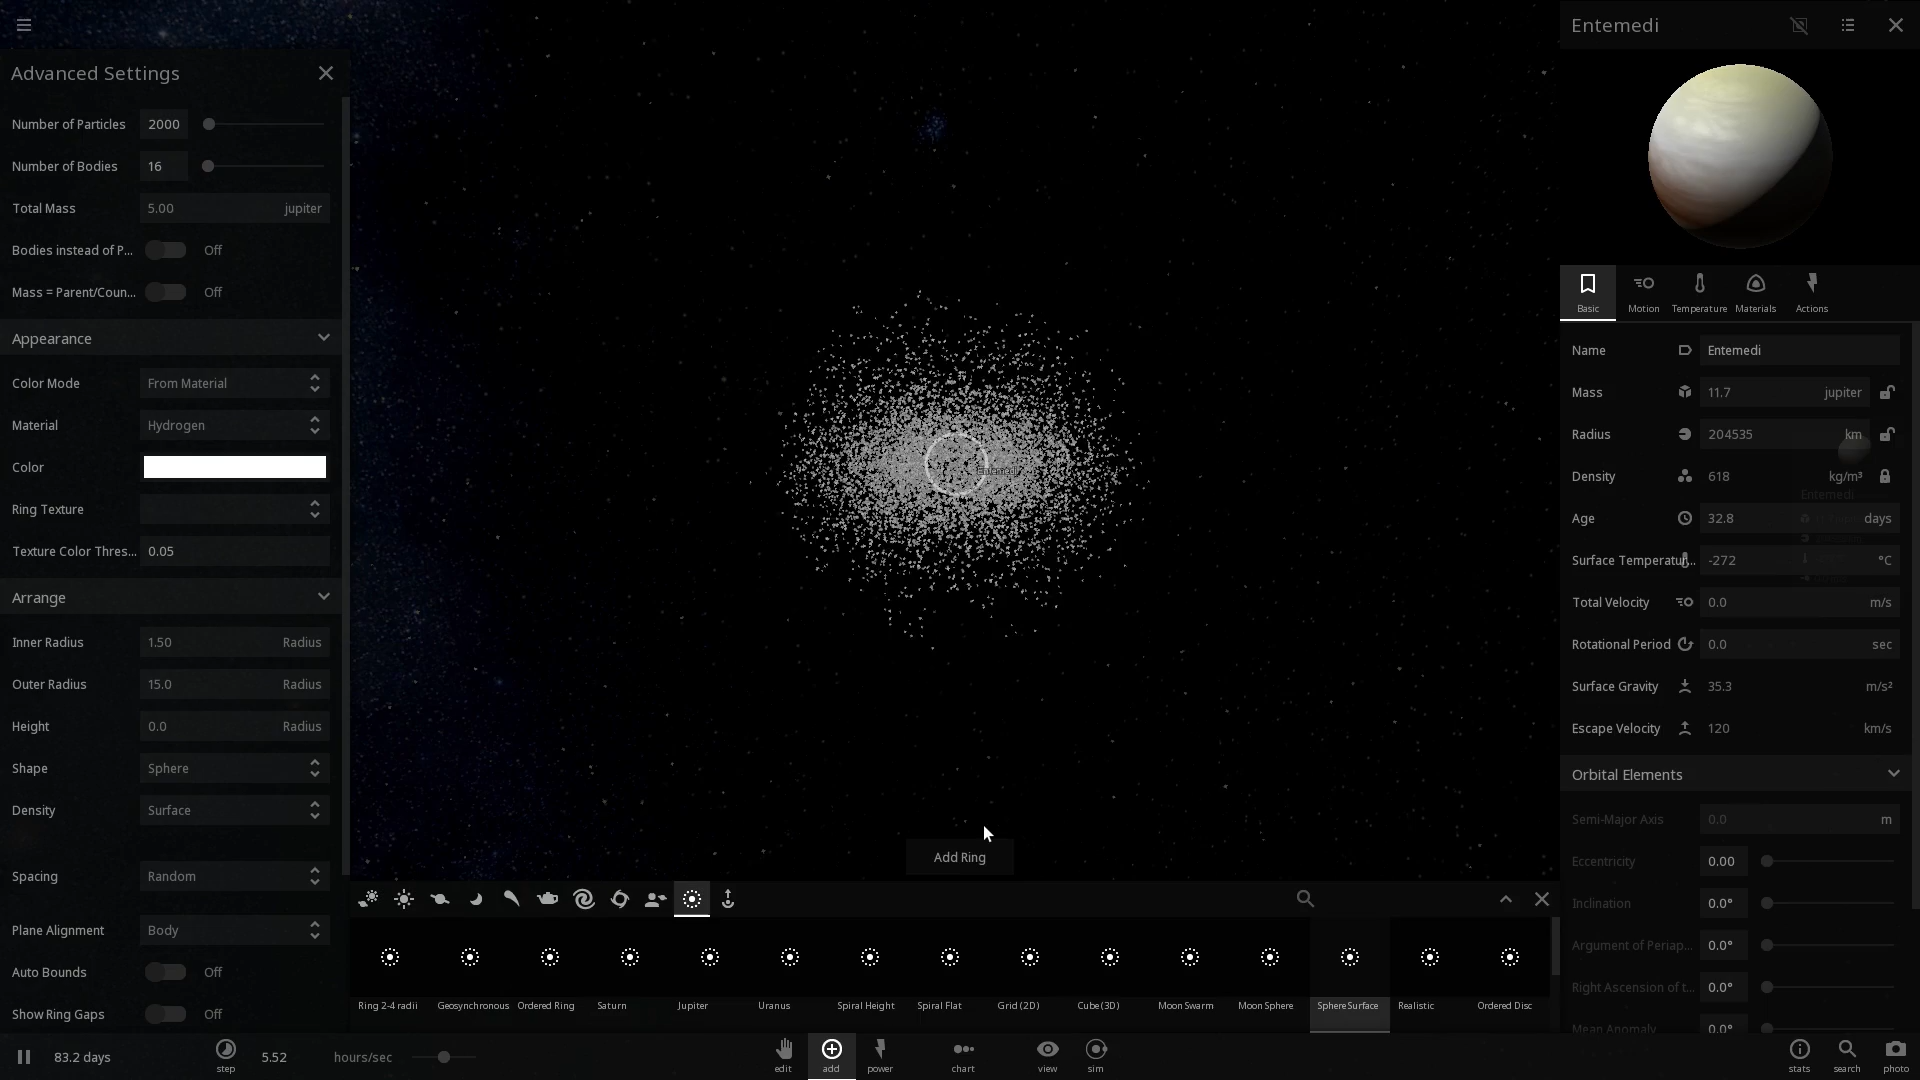 Entemedi
Advanced Settings
Number of Particles 2000
Number of Bodies 16
Total Mass 5.00 jupiter
Bodies instead of P... Off
Mass = Parent/Coun... Off
Appearance
Color Mode From Material
Material Hydrogen
Color
Ring Texture
Texture Color Thres... 0.05
Arrange
Inner Radius 1.50 Radius
Outer Radius 15.0 Radius
Height 0.0 Radius
Shape Sphere
Density Surface
Spacing Random
Plane Alignment Body
Auto Bounds Off
Show Ring Gaps Off
Entemedi
Add Ring
Ring 2-4 radii Geosynchronous Ordered Ring Saturn Jupiter Uranus Spiral Height Spiral Flat Grid (2D) Cube (3D) Moon Swarm Moon Sphere Sphere Surface Realistic Ordered Disc
Basic Motion Temperature Materials Actions
Name Entemedi
Mass 11.7 jupiter
Radius 204535 km
Density 618 kg/m³
Entemedi
Age 32.8 days
Surface Temperatur... -272 °C
Total Velocity 0.0 m/s
Rotational Period 0.0 sec
Surface Gravity 35.3 m/s²
Escape Velocity 120 km/s
Orbital Elements
Semi-Major Axis 0.0 m
Eccentricity 0.00
Inclination 0.0°
Argument of Periap... 0.0°
Right Ascension of t... 0.0°
Mean Anomaly 0.0°
83.2 days step 5.52 hours/sec edit add power chart view sim stats search photo